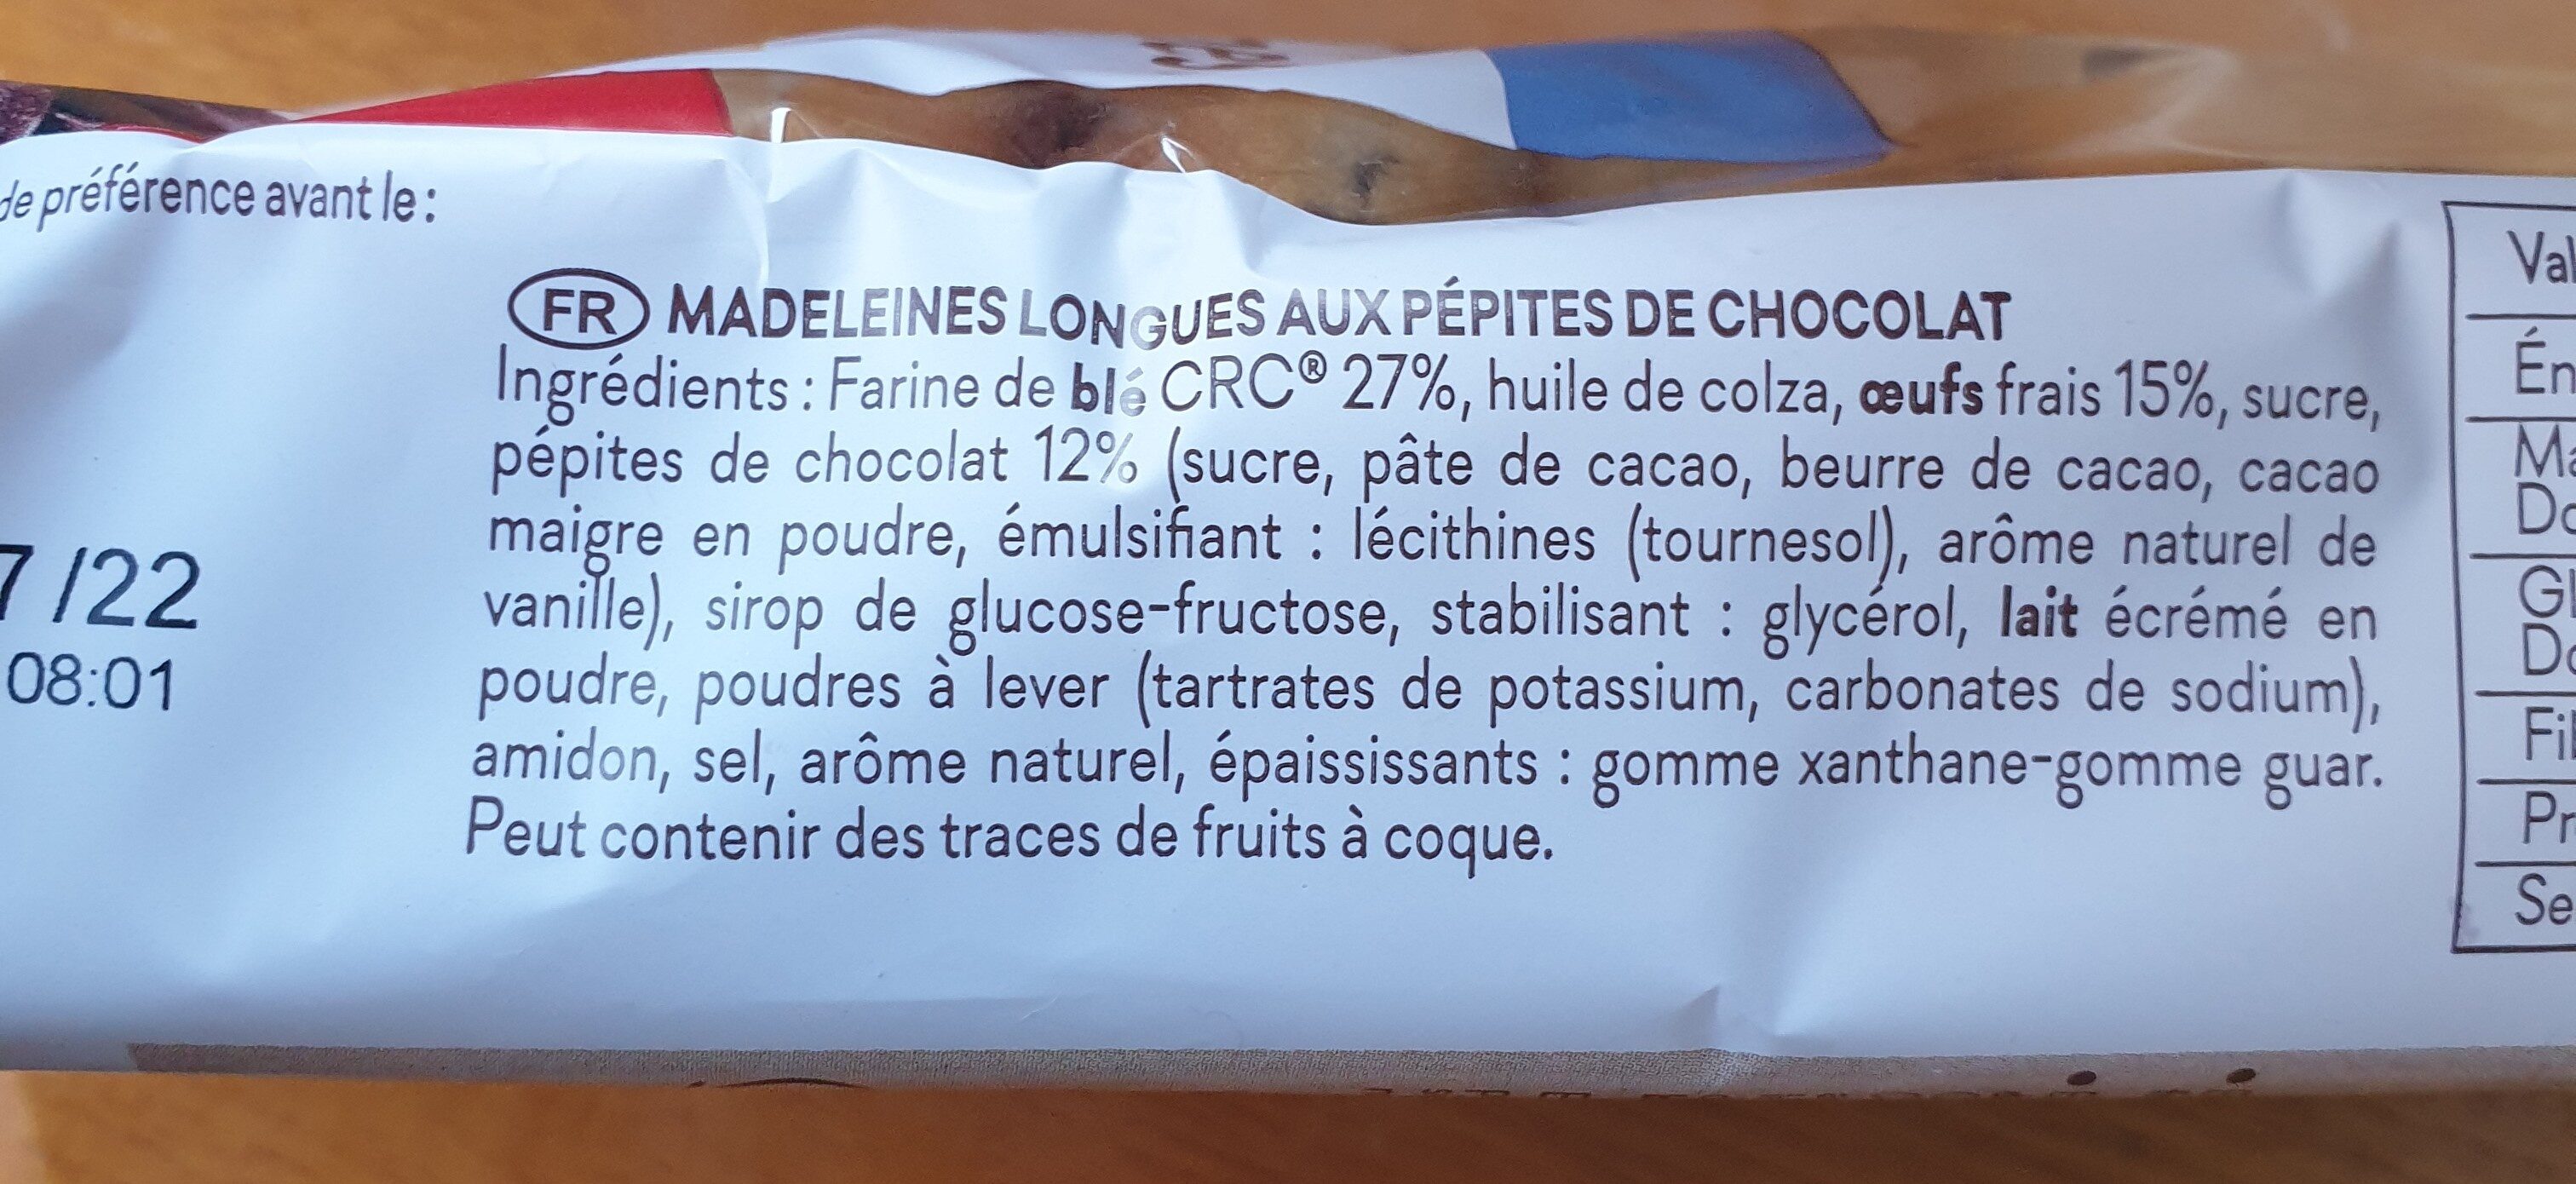 de préférence avant le :
7 /22
08:01
FR MADELEINES LONGUES AUX PÉPITES DE CHOCOLAT
Ingrédients : Farine de blé CRC® 27%, huile de colza, œufs frais 15%, sucre,
pépites de chocolat 12% (sucre, pâte de cacao, beurre de cacao, cacao
maigre en poudre, émulsifiant : lécithines (tournesol), arôme naturel de
vanille), sirop de glucose-fructose, stabilisant : glycérol, lait écrémé en
poudre, poudres à lever (tartrates de potassium, carbonates de sodium),
amidon, sel, arôme naturel, épaississants : gomme xanthane-gomme guar.
Peut contenir des traces de fruits à coque.